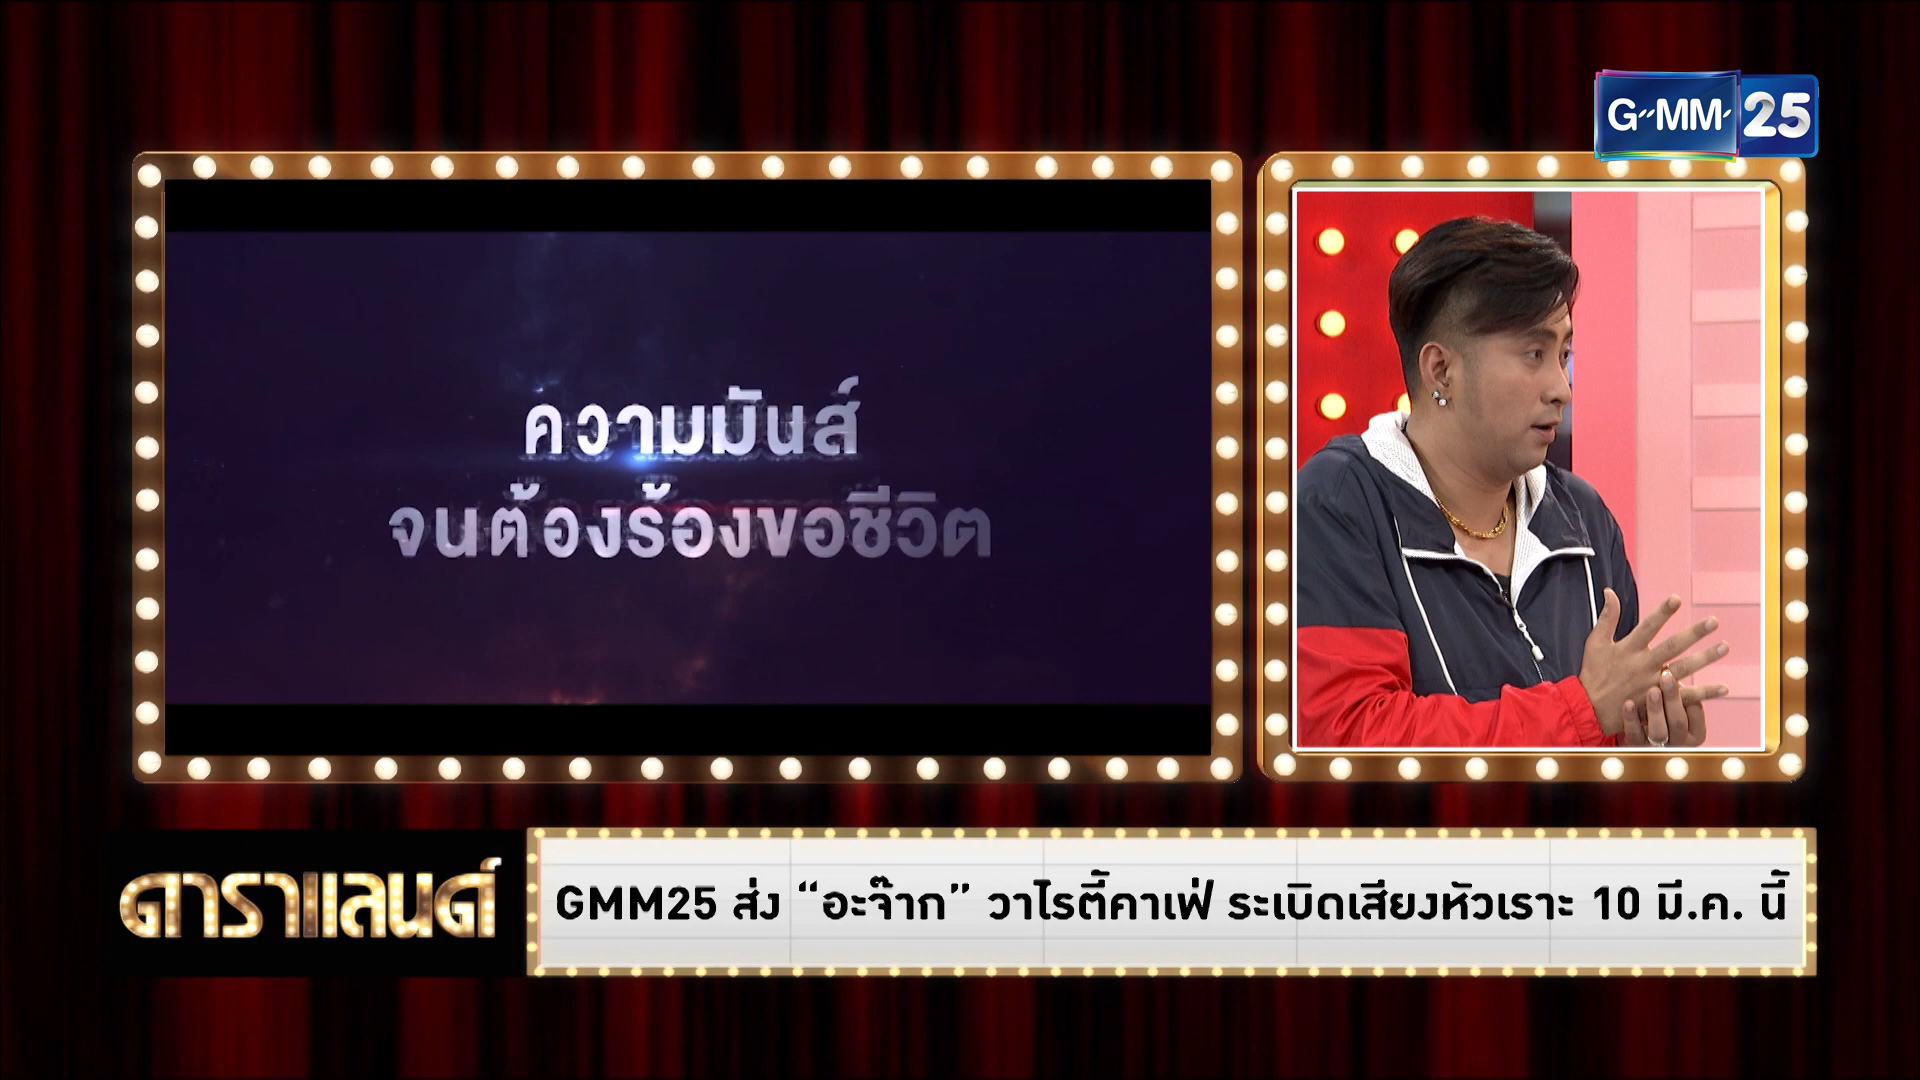 GMM 25
ความมันส์
จนต้องร้องขอชีวิต
ดาราแลนด์
GMM25 ส่ง “อะจ๊าก” วาไรตี้คาเฟ่ ระเบิดเสียงหัวเราะ 10 มี.ค. นี้